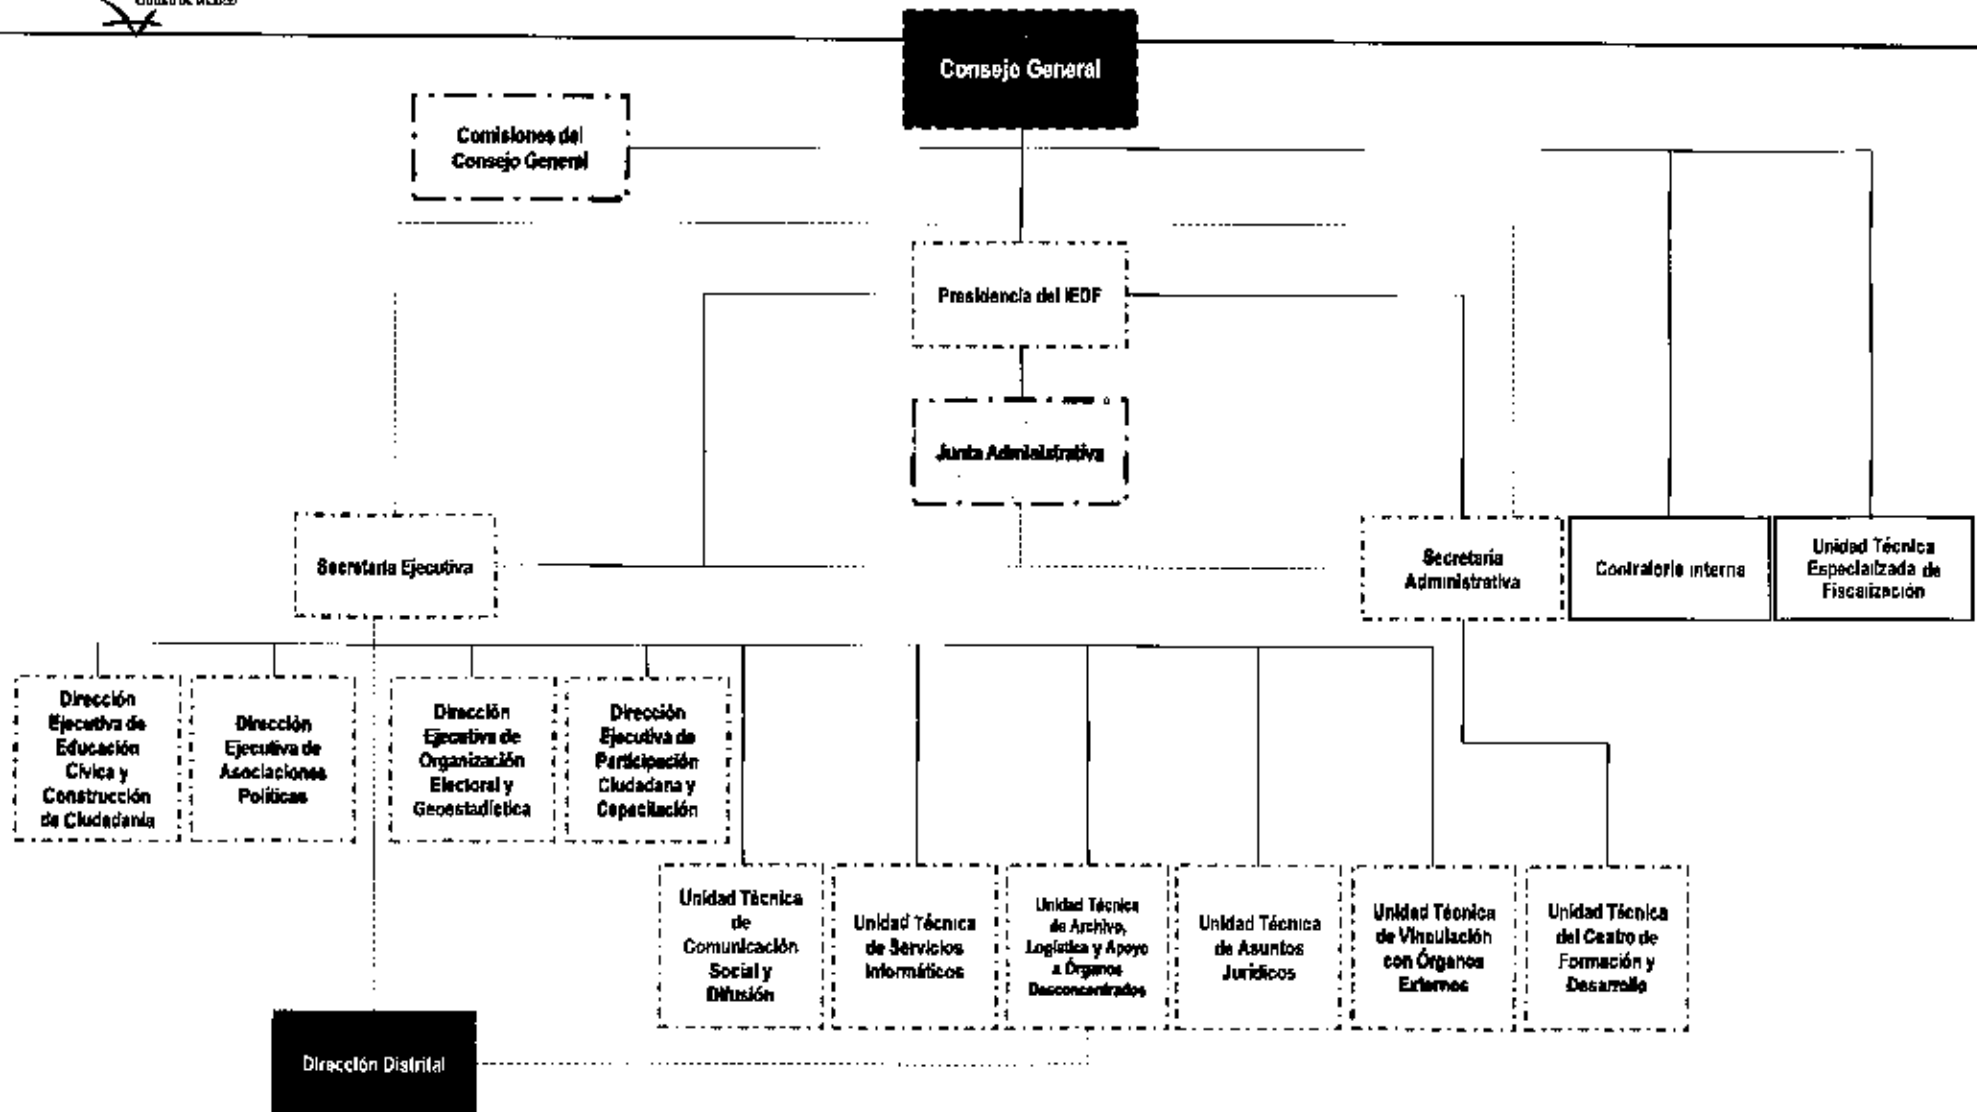 Consejo General
Comisiones del
Consejo General
Presidencia del IEDF
Junta Administrativa
Secretaría Ejecutiva
Secretaría
Administrativa
Contraloría Interna
Unidad Técnica
Especializada de
Fiscalización
Dirección
Ejecutiva de
Educación
Cívica y
Construcción
de Ciudadanía
Dirección
Ejecutiva de
Asociaciones
Políticas
Dirección
Ejecutiva de
Organización
Electoral y
Geoestadística
Dirección
Ejecutiva de
Participación
Ciudadana y
Capacitación
Unidad Técnica
de
Comunicación
Social y
Difusión
Unidad Técnica
de Servicios
Informáticos
Unidad Técnica
de Archivo,
Logística y Apoyo
a Órganos
Desconcentrados
Unidad Técnica
de Asuntos
Jurídicos
Unidad Técnica
de Vinculación
con Órganos
Externos
Unidad Técnica
del Centro de
Formación y
Desarrollo
Dirección Distrital